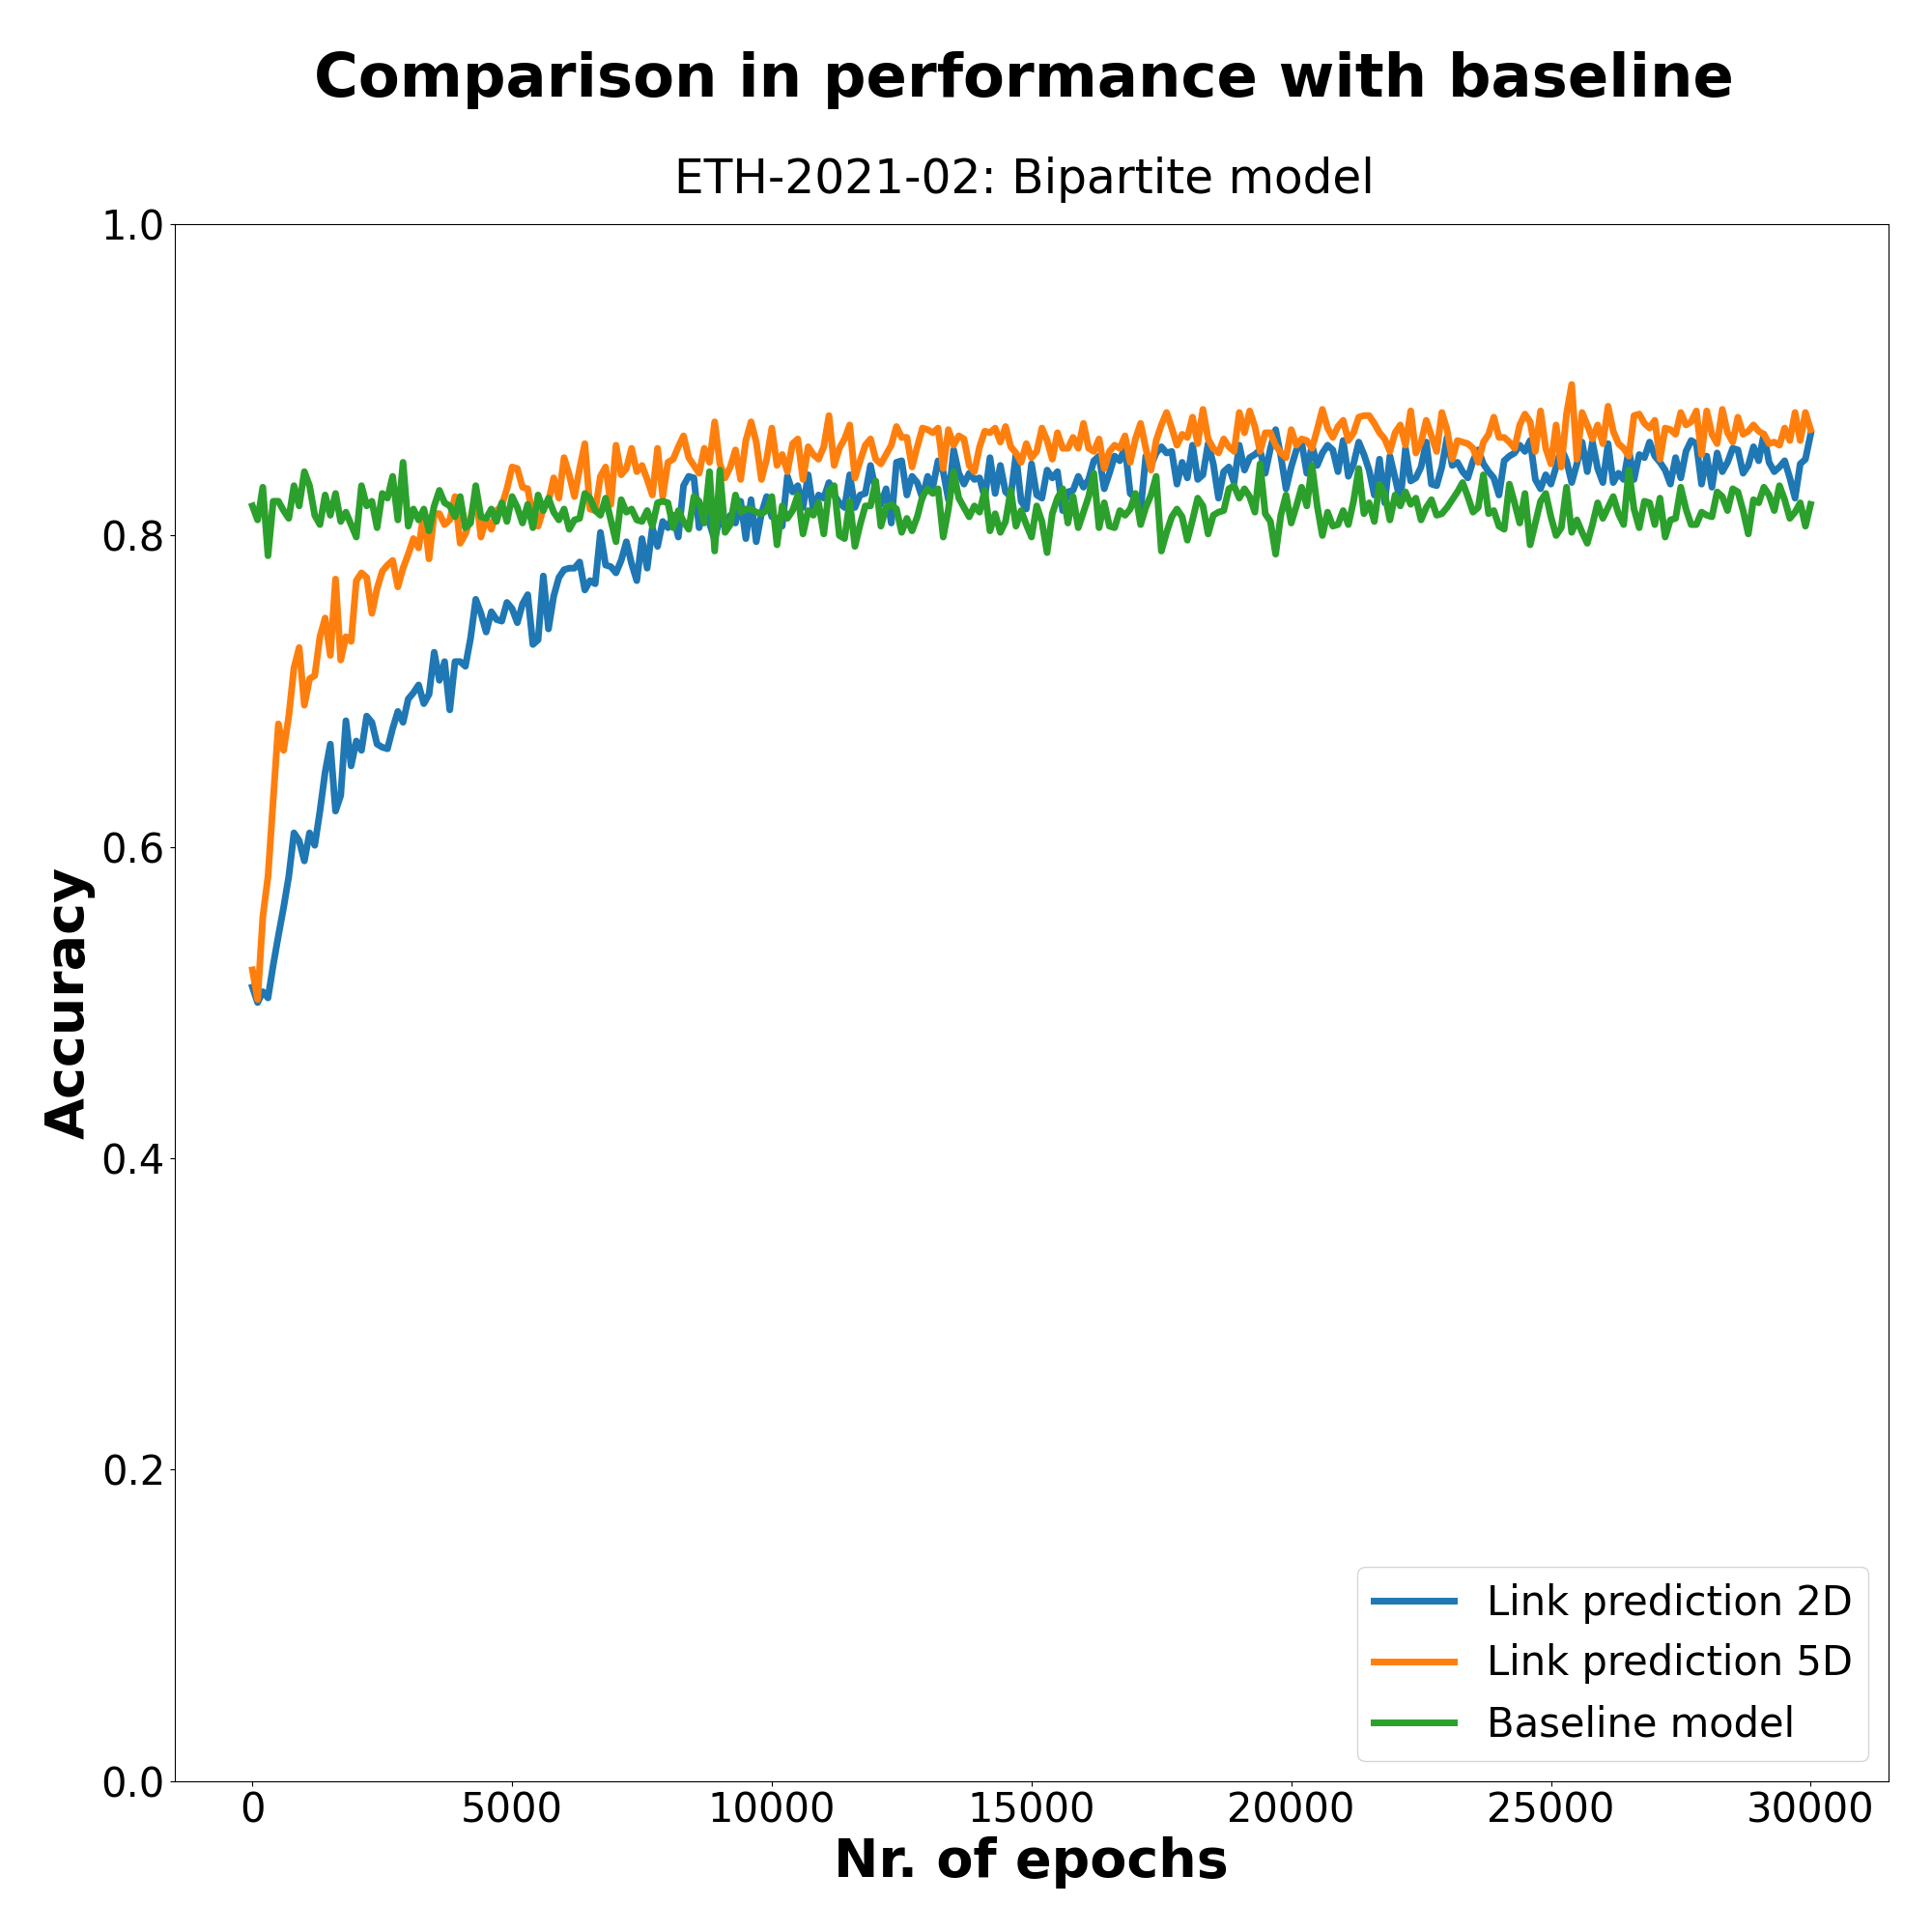 Comparison in performance with baseline
ETH-2021-02: Bipartite model
1.0
0.8
0.6
0.4
0.2
0.0
Accuracy
0 5000 10000 15000 20000 25000 30000
Nr. of epochs
Link prediction 2D
Link prediction 5D
Baseline model